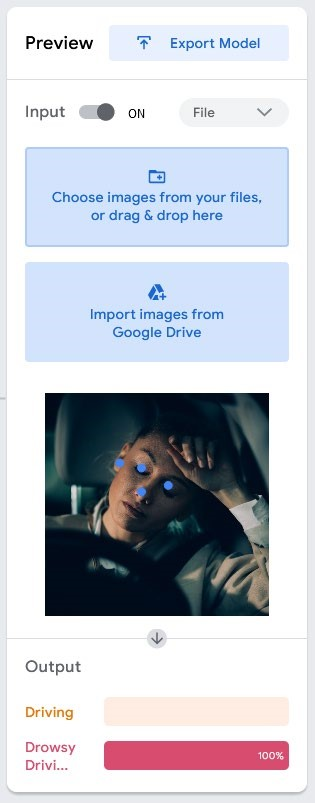 Preview
Export Model
Input
ON
File
Choose images from your files,
or drag & drop here
Import images from
Google Drive
Output
Driving
Drowsy
Drivi...
100%